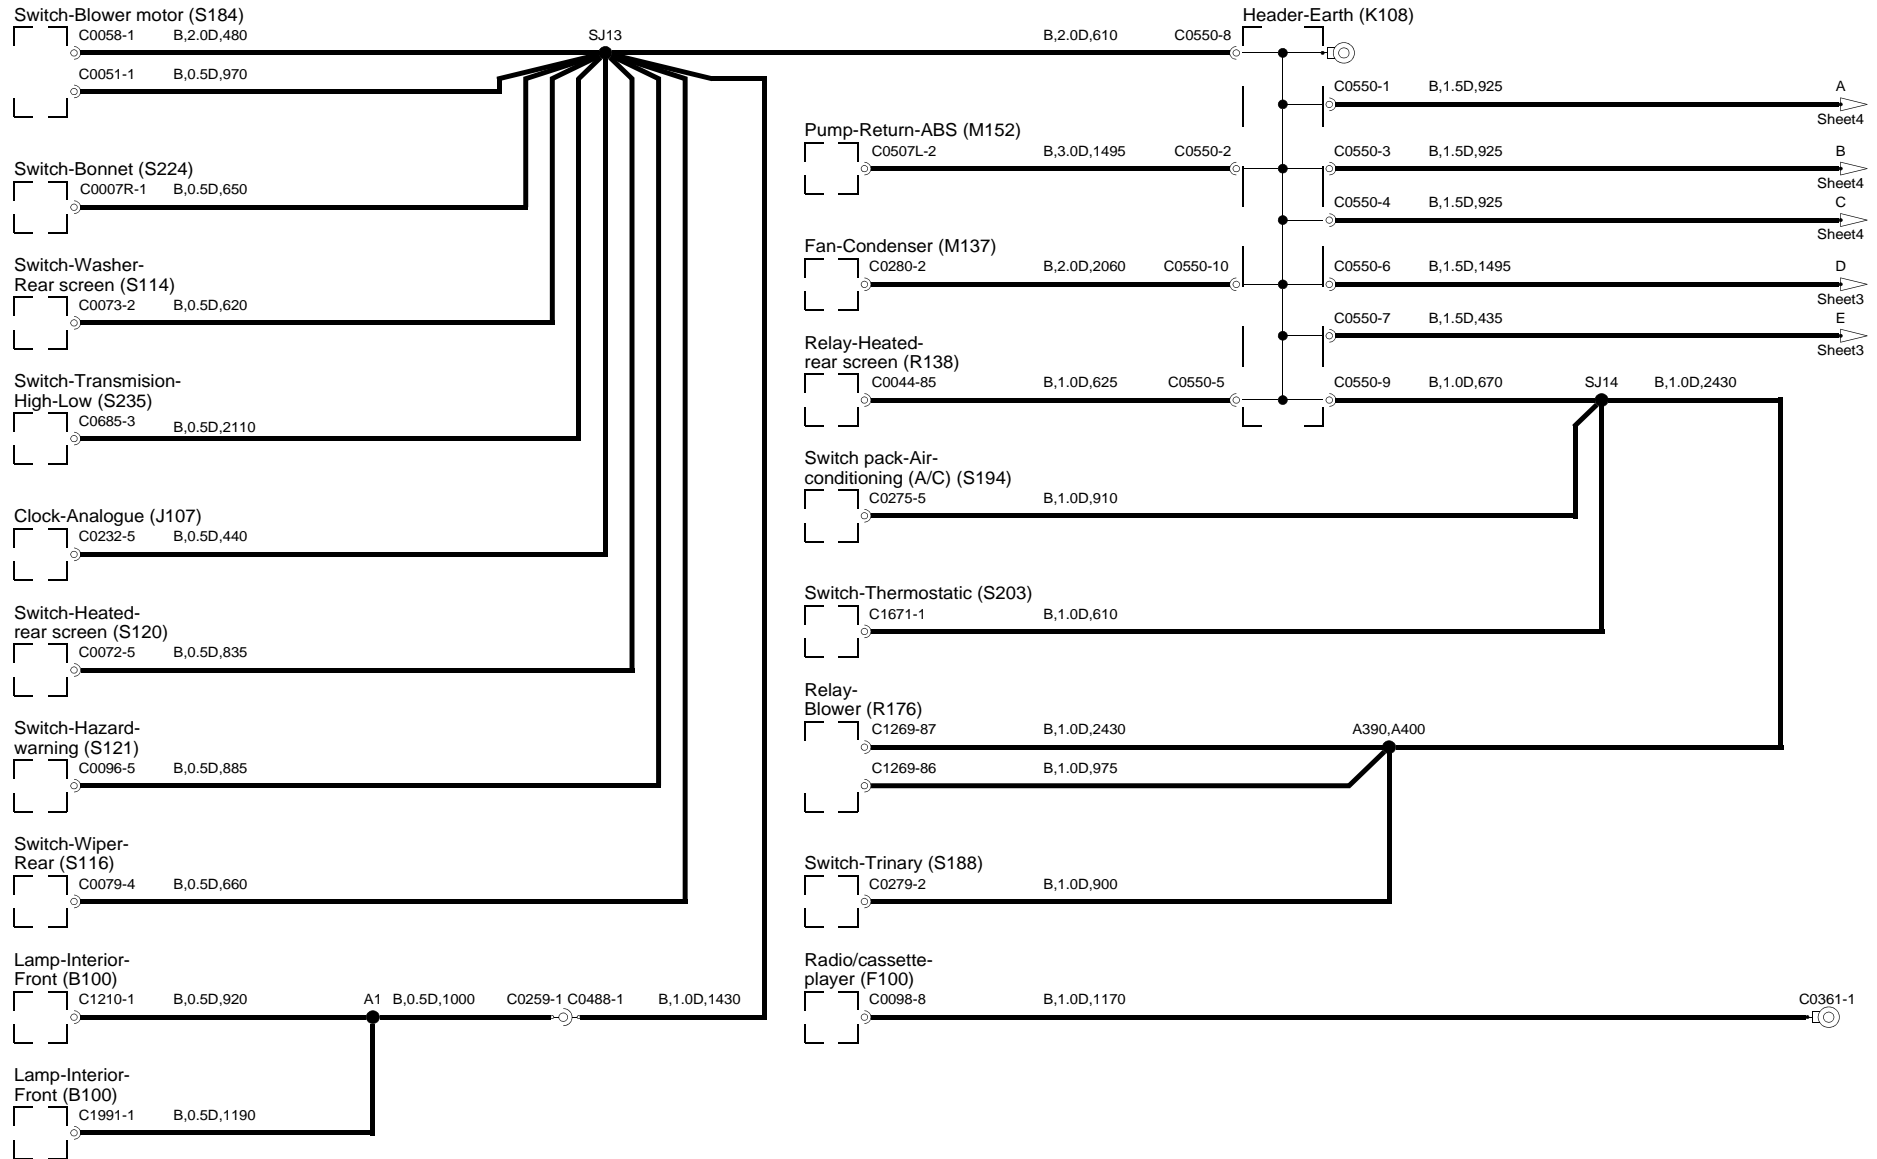 Switch-Blower motor (S184)
C0058-1 B,2.0D,480
SJ13
B,2.0D,610 C0550-8
C0051-1 B,0.5D,970
Switch-Bonnet (S224)
C0007R-1 B,0.5D,650
Switch-Washer-
Rear screen (S114)
C0073-2 B,0.5D,620
Switch-Transmision-
High-Low (S235)
C0685-3 B,0.5D,2110
Clock-Analogue (J107)
C0232-5 B,0.5D,440
Switch-Heated-
rear screen (S120)
C0072-5 B,0.5D,835
Switch-Hazard-
warning (S121)
C0096-5 B,0.5D,885
Switch-Wiper-
Rear (S116)
C0079-4 B,0.5D,660
Lamp-Interior-
Front (B100)
C1210-1 B,0.5D,920 A1 B,0.5D,1000 C0259-1 C0488-1 B,1.0D,1430
Lamp-Interior-
Front (B100)
C1991-1 B,0.5D,1190
Header-Earth (K108)
C0550-1 B,1.5D,925 A
Sheet4
Pump-Return-ABS (M152)
C0507L-2 B,3.0D,1495 C0550-2 C0550-3 B,1.5D,925 B
Sheet4
C0550-4 B,1.5D,925 C
Sheet4
Fan-Condenser (M137)
C0280-2 B,2.0D,2060 C0550-10 C0550-6 B,1.5D,1495 D
Sheet3
C0550-7 B,1.5D,435 E
Sheet3
Relay-Heated-
rear screen (R138)
C0044-85 B,1.0D,625 C0550-5 C0550-9 B,1.0D,670 SJ14 B,1.0D,2430
Switch pack-Air-
conditioning (A/C) (S194)
C0275-5 B,1.0D,910
Switch-Thermostatic (S203)
C1671-1 B,1.0D,610
Relay-
Blower (R176)
C1269-87 B,1.0D,2430 A390,A400
C1269-86 B,1.0D,975
Switch-Trinary (S188)
C0279-2 B,1.0D,900
Radio/cassette-
player (F100)
C0098-8 B,1.0D,1170 C0361-1